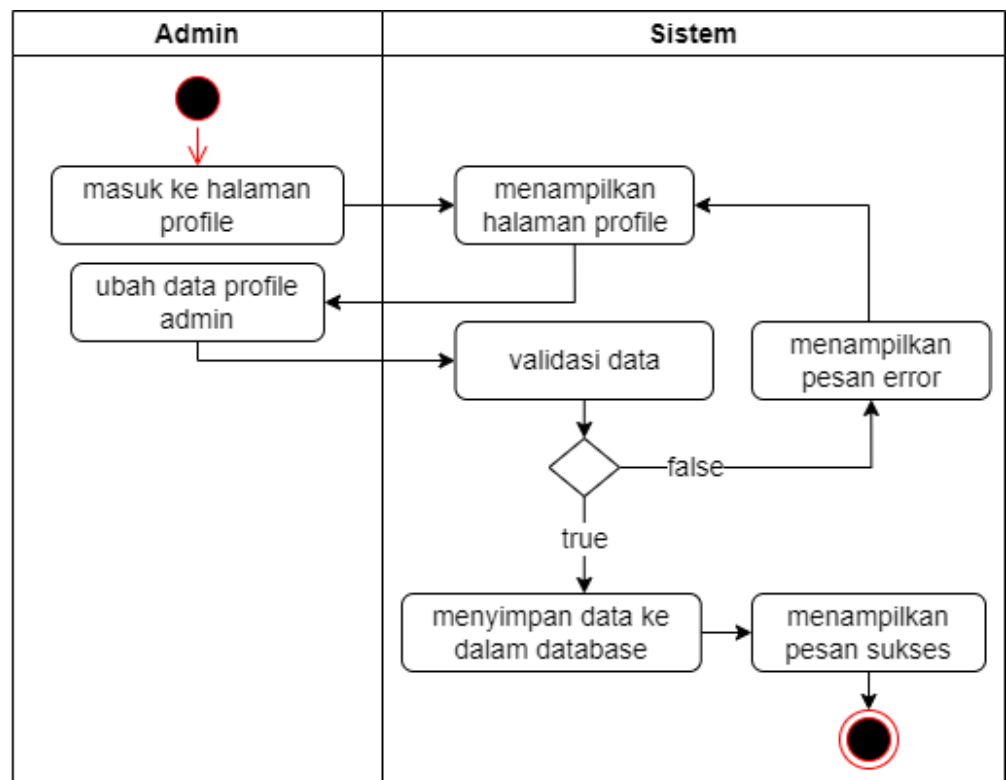 Admin
Sistem
masuk ke halaman
profile
menampilkan
halaman profile
ubah data profile
admin
validasi data
menampilkan
pesan error
false
true
menyimpan data ke
dalam database
menampilkan
pesan sukses